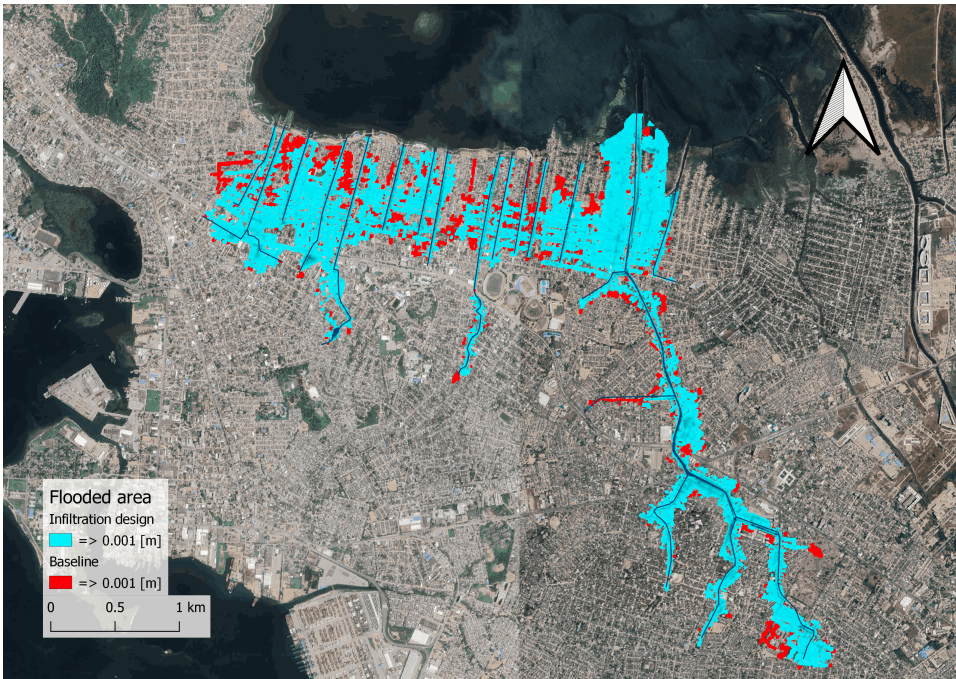 Flooded area
Infiltration design
=> 0.001 [m]
Baseline
=> 0.001 [m]
0 0.5 1 km